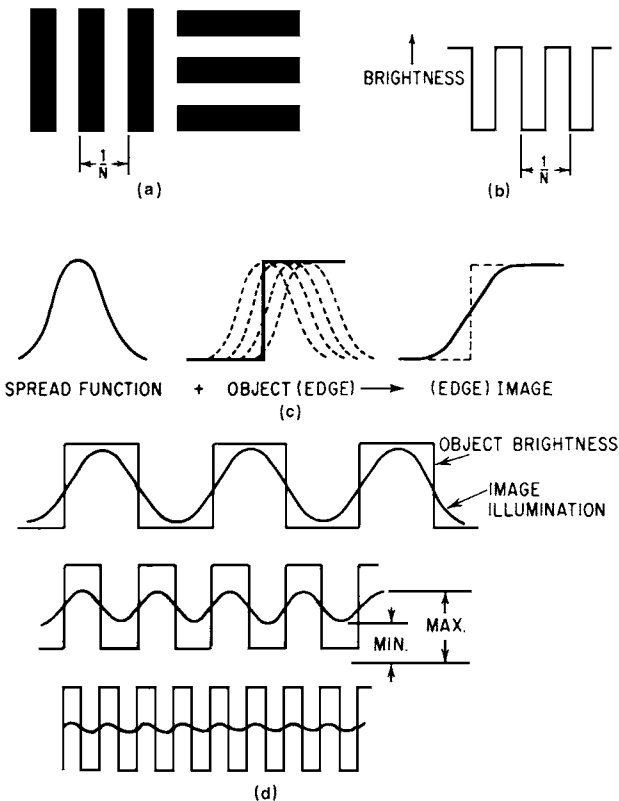 1/N
(a)
BRIGHTNESS
1/N
(b)
SPREAD FUNCTION + OBJECT (EDGE) → (EDGE) IMAGE
(c)
OBJECT BRIGHTNESS
IMAGE
ILLUMINATION
MAX.
MIN.
(d)